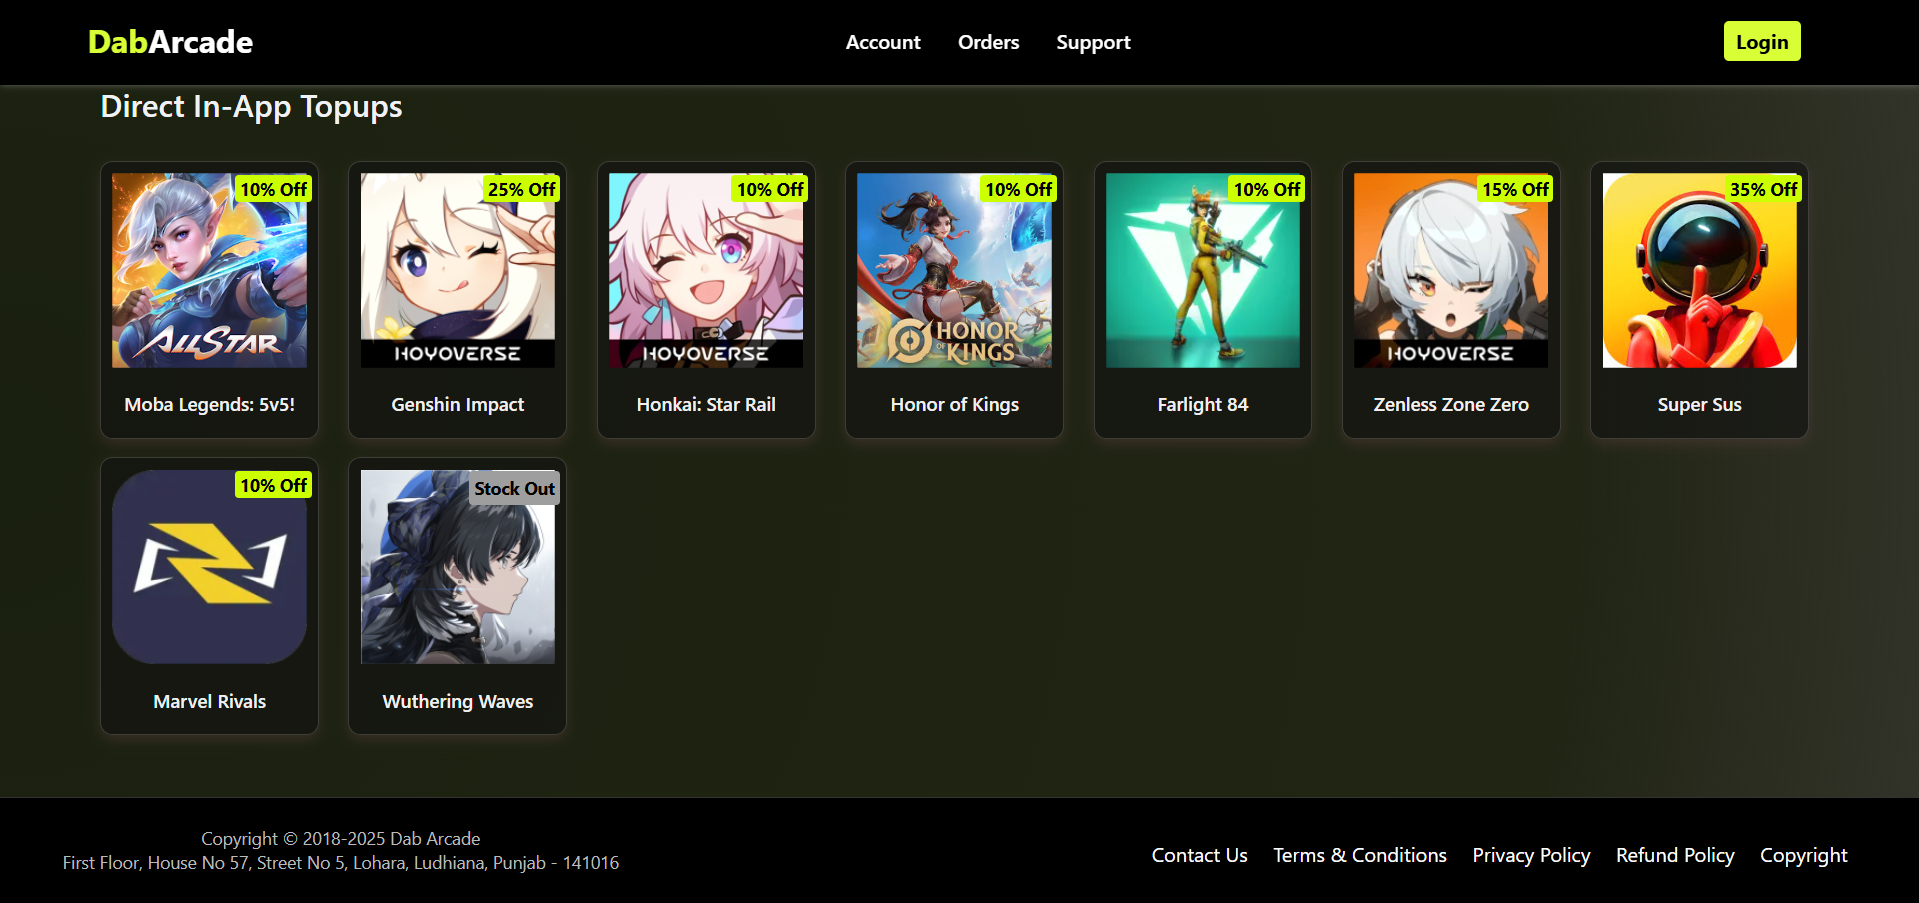 DabArcade
Account Orders Support
Login
Direct In-App Topups
10% Off
ALLSTAR
Moba Legends: 5v5!
25% Off
HOYOVERSE
Genshin Impact
10% Off
HOYOVERSE
Honkai: Star Rail
10% Off
HONOR
OF KINGS
Honor of Kings
10% Off
Farlight 84
15% Off
HOYOVERSE
Zenless Zone Zero
35% Off
Super Sus
10% Off
Marvel Rivals
Stock Out
Wuthering Waves
Copyright © 2018-2025 Dab Arcade
First Floor, House No 57, Street No 5, Lohara, Ludhiana, Punjab - 141016
Contact Us Terms & Conditions Privacy Policy Refund Policy Copyright